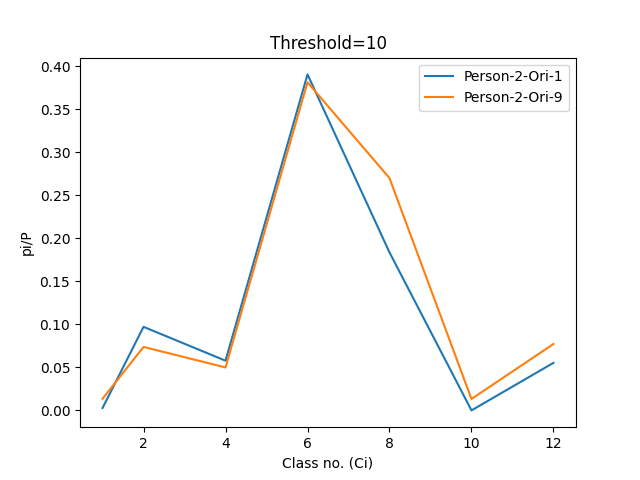 Threshold=10
Person-2-Ori-1
Person-2-Ori-9
0.40
0.35
0.30
0.25
0.20
0.15
0.10
0.05
0.00
pi/P
2 4 6 8 10 12
Class no. (Ci)